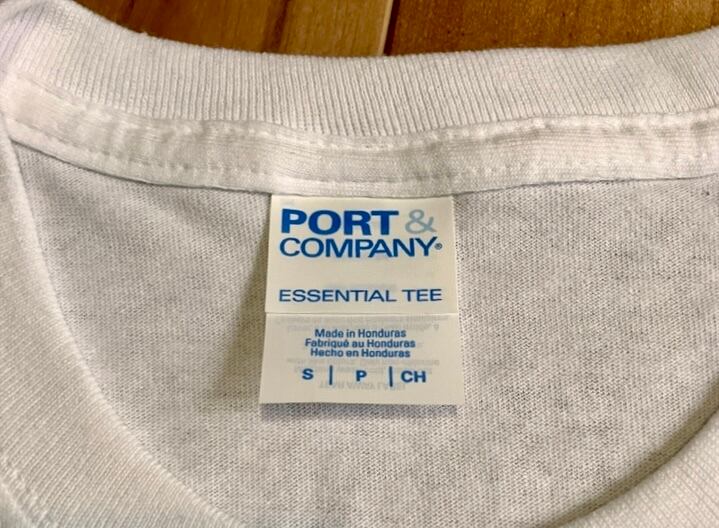 PORT &
COMPANY®
ESSENTIAL TEE
Made in Honduras
Fabriqué au Honduras
Hecho en Honduras
S | P | CH